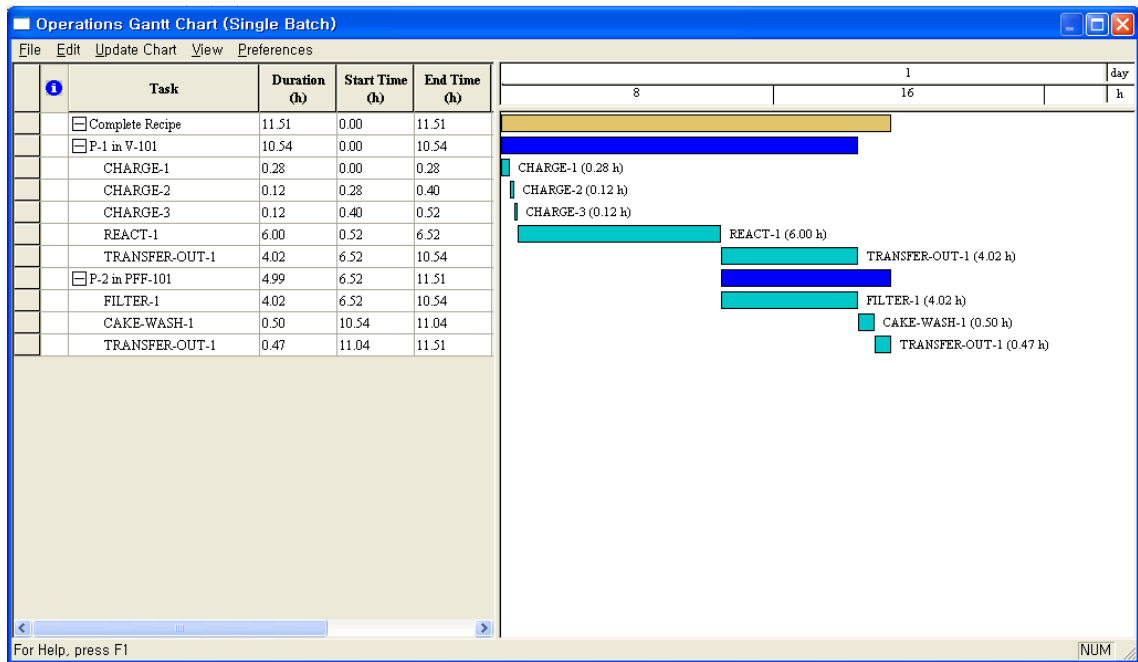 Operations Gantt Chart (Single Batch)
File Edit Update Chart View Preferences
Task Duration (h) Start Time (h) End Time (h) 1 day
8 16 h
Complete Recipe 11.51 0.00 11.51
P-1 in V-101 10.54 0.00 10.54
CHARGE-1 0.28 0.00 0.28 CHARGE-1 (0.28 h)
CHARGE-2 0.12 0.28 0.40 CHARGE-2 (0.12 h)
CHARGE-3 0.12 0.40 0.52 CHARGE-3 (0.12 h)
REACT-1 6.00 0.52 6.52 REACT-1 (6.00 h)
TRANSFER-OUT-1 4.02 6.52 10.54 TRANSFER-OUT-1 (4.02 h)
P-2 in PFF-101 4.99 6.52 11.51
FILTER-1 4.02 6.52 10.54 FILTER-1 (4.02 h)
CAKE-WASH-1 0.50 10.54 11.04 CAKE-WASH-1 (0.50 h)
TRANSFER-OUT-1 0.47 11.04 11.51 TRANSFER-OUT-1 (0.47 h)
For Help, press F1 NUM